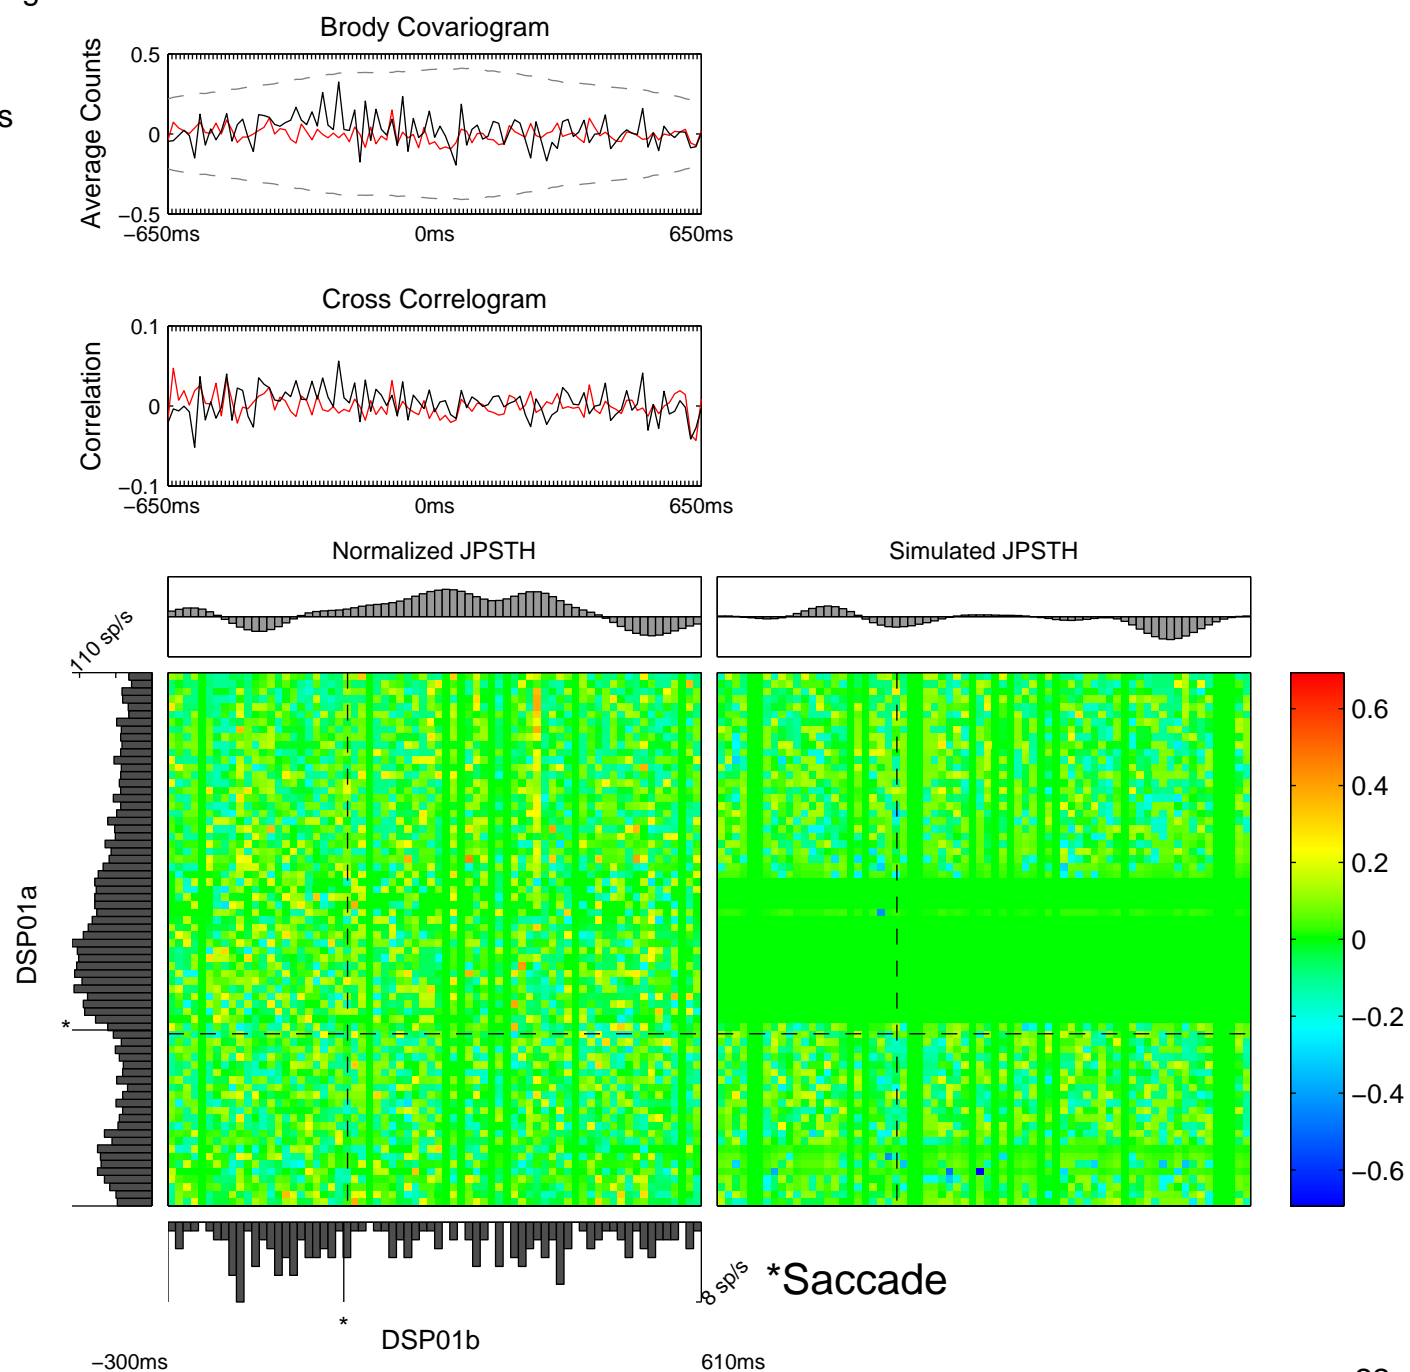 g
Brody Covariogram
0.5
0
−0.5
Average Counts
s
−650ms 0ms 650ms
Cross Correlogram
0.1
0
−0.1
Correlation
−650ms 0ms 650ms
Normalized JPSTH
Simulated JPSTH
110 sp/s
DSP01a
*
0.6
0.4
0.2
0
−0.2
−0.4
−0.6
8 sp/s
*Saccade
*
DSP01b
−300ms 610ms